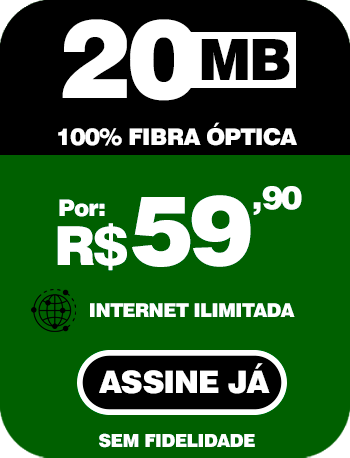 20 MB
100% FIBRA ÓPTICA
Por:
R$59,90
INTERNET ILIMITADA
ASSINE JÁ
SEM FIDELIDADE